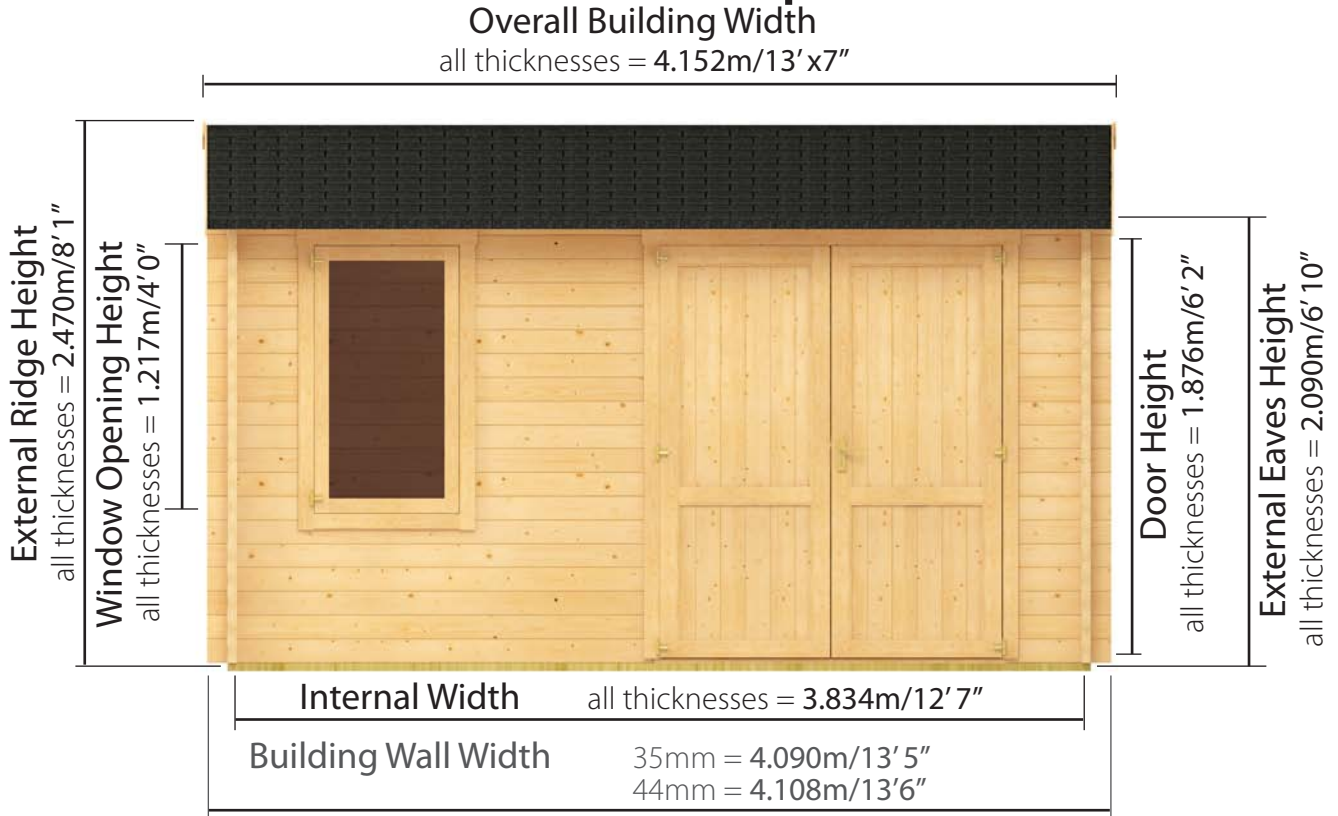 Overall Building Width
all thicknesses = 4.152m/13’x7”
External Ridge Height
all thicknesses = 2.470m/8’1”
Window Opening Height
all thicknesses = 1.217m/4’0”
Door Height
all thicknesses = 1.876m/6’2”
External Eaves Height
all thicknesses = 2.090m/6’10”
Internal Width all thicknesses = 3.834m/12’7”
Building Wall Width 35mm = 4.090m/13’5”
44mm = 4.108m/13’6”